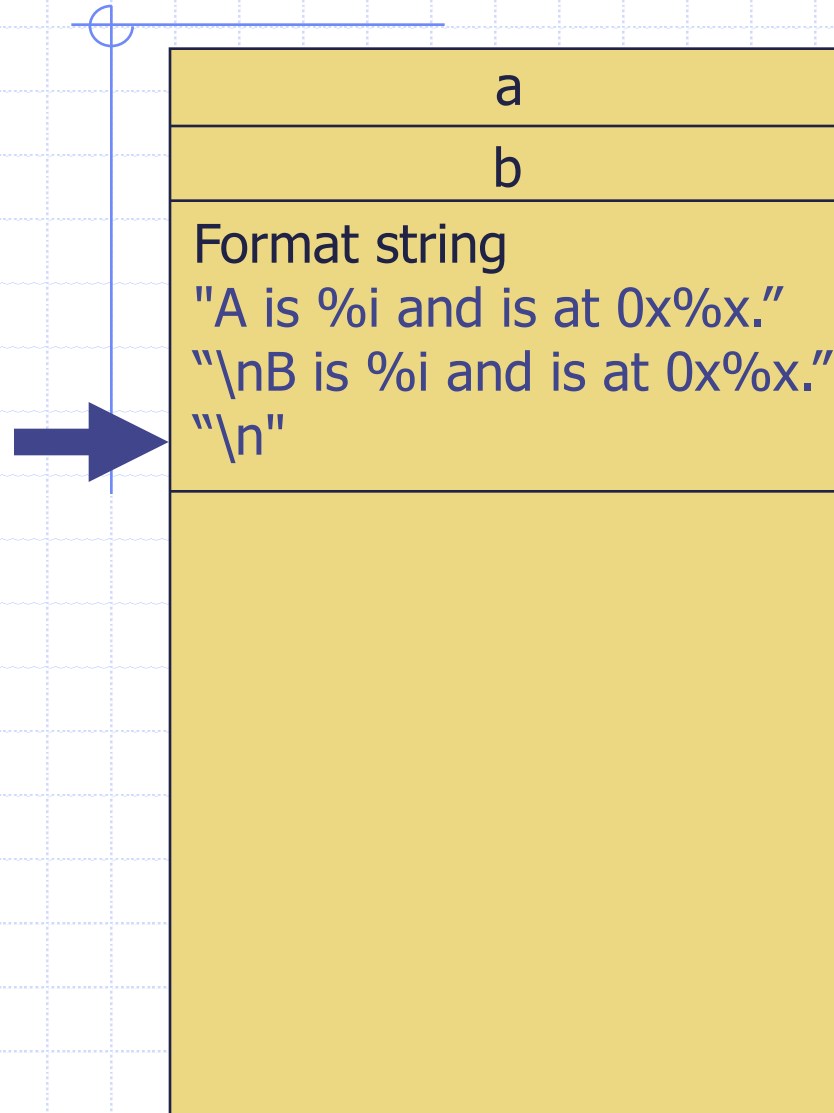 a
b
Format string
"A is %i and is at 0x%x.”
“\nB is %i and is at 0x%x.”
“\n"